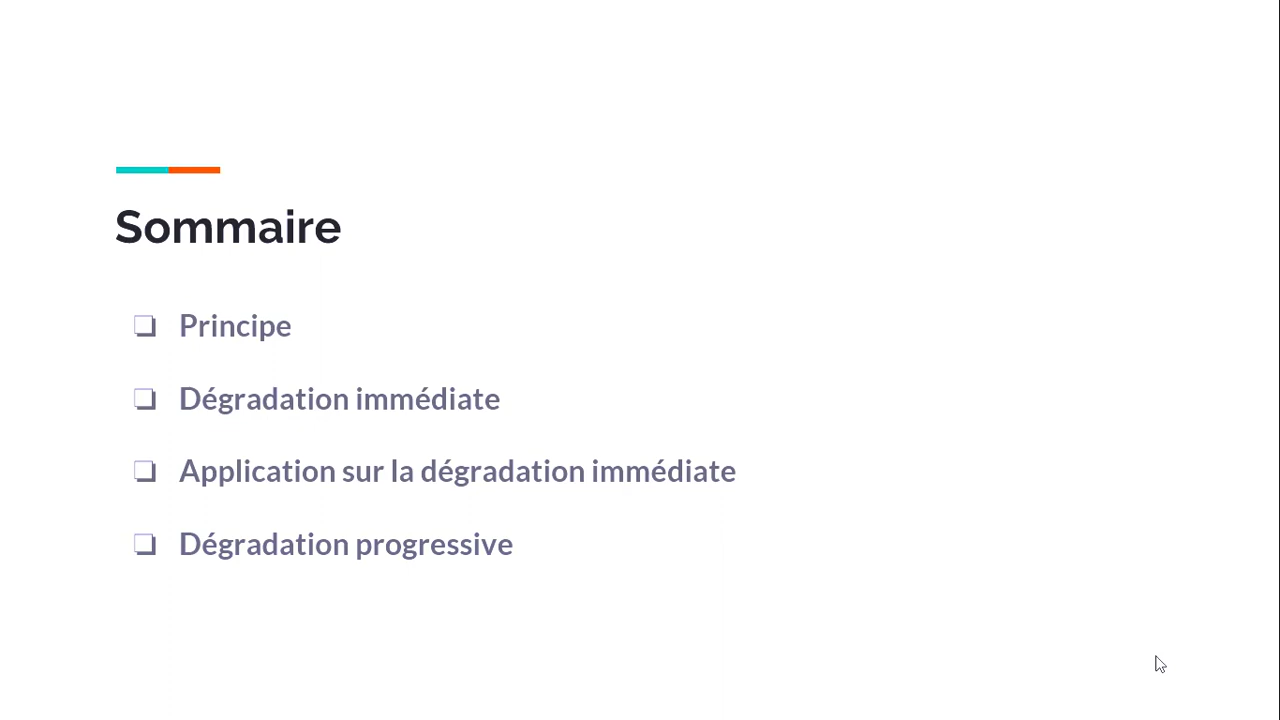 Sommaire
❏ Principe
❏ Dégradation immédiate
❏ Application sur la dégradation immédiate
❏ Dégradation progressive